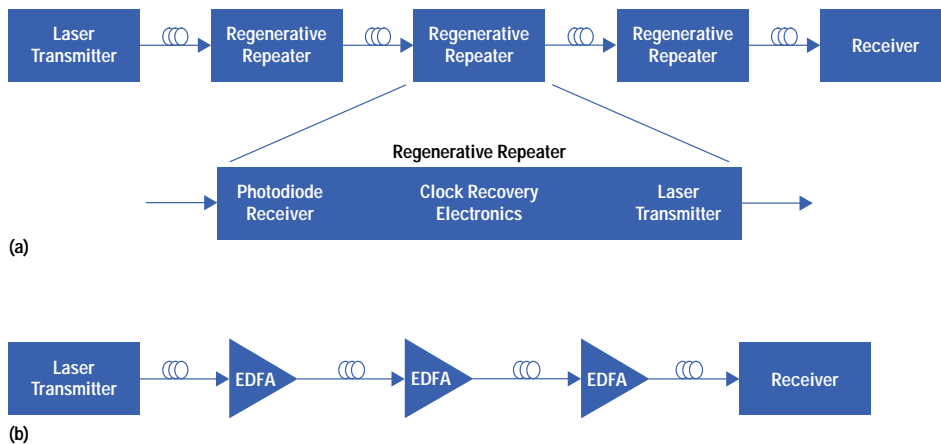 Laser
Transmitter
Regenerative
Repeater
Regenerative
Repeater
Regenerative
Repeater
Receiver
Regenerative Repeater
Photodiode
Receiver
Clock Recovery
Electronics
Laser
Transmitter
(a)
Laser
Transmitter
EDFA
EDFA
EDFA
Receiver
(b)